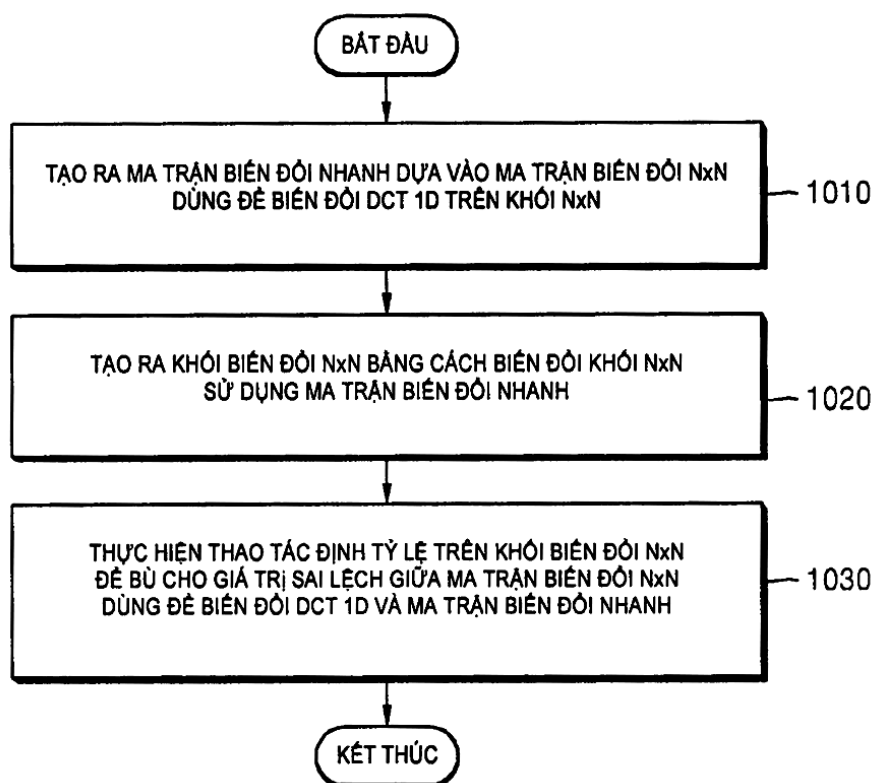 BẮT ĐẦU
TẠO RA MA TRẬN BIẾN ĐỔI NHANH DỰA VÀO MA TRẬN BIẾN ĐỔI NxN
DÙNG ĐỂ BIẾN ĐỔI DCT 1D TRÊN KHỐI NxN
1010
TẠO RA KHỐI BIẾN ĐỔI NxN BẰNG CÁCH BIẾN ĐỔI KHỐI NxN
SỬ DỤNG MA TRẬN BIẾN ĐỔI NHANH
1020
THỰC HIỆN THAO TÁC ĐỊNH TỶ LỆ TRÊN KHỐI BIẾN ĐỔI NxN
ĐỂ BÙ CHO GIÁ TRỊ SAI LỆCH GIỮA MA TRẬN BIẾN ĐỔI NxN
DÙNG ĐỂ BIẾN ĐỔI DCT 1D VÀ MA TRẬN BIẾN ĐỔI NHANH
1030
KẾT THÚC